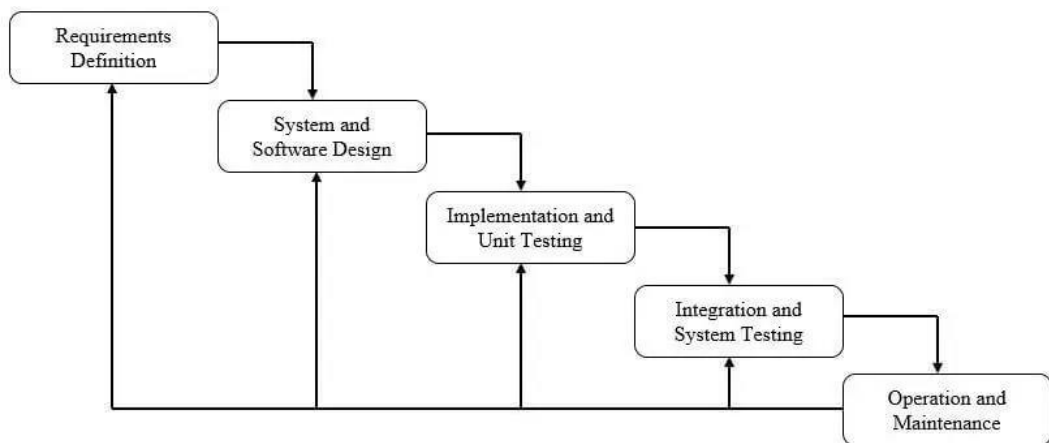 Requirements
Definition
System and
Software Design
Implementation and
Unit Testing
Integration and
System Testing
Operation and
Maintenance